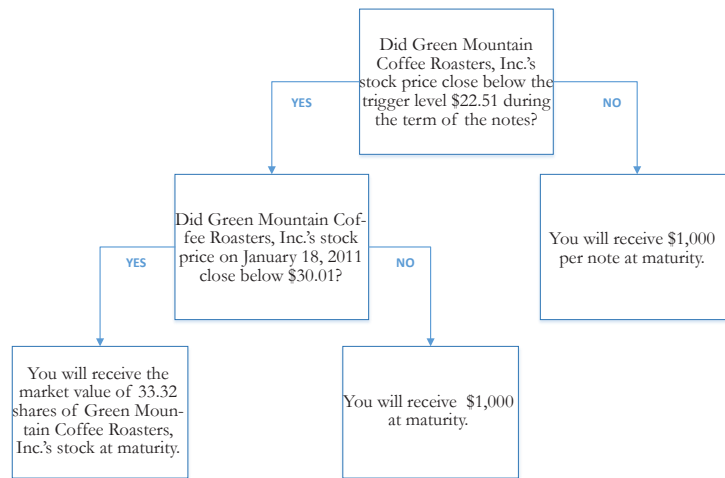 Did Green Mountain
Coffee Roasters, Inc.'s
stock price close below the
trigger level $22.51 during
the term of the notes?
YES
NO
Did Green Mountain Cof-
fee Roasters, Inc.'s stock
price on January 18, 2011
close below $30.01?
You will receive $1,000
per note at maturity.
YES
NO
You will receive the
market value of 33.32
shares of Green Moun-
tain Coffee Roasters,
Inc.'s stock at maturity.
You will receive $1,000
at maturity.